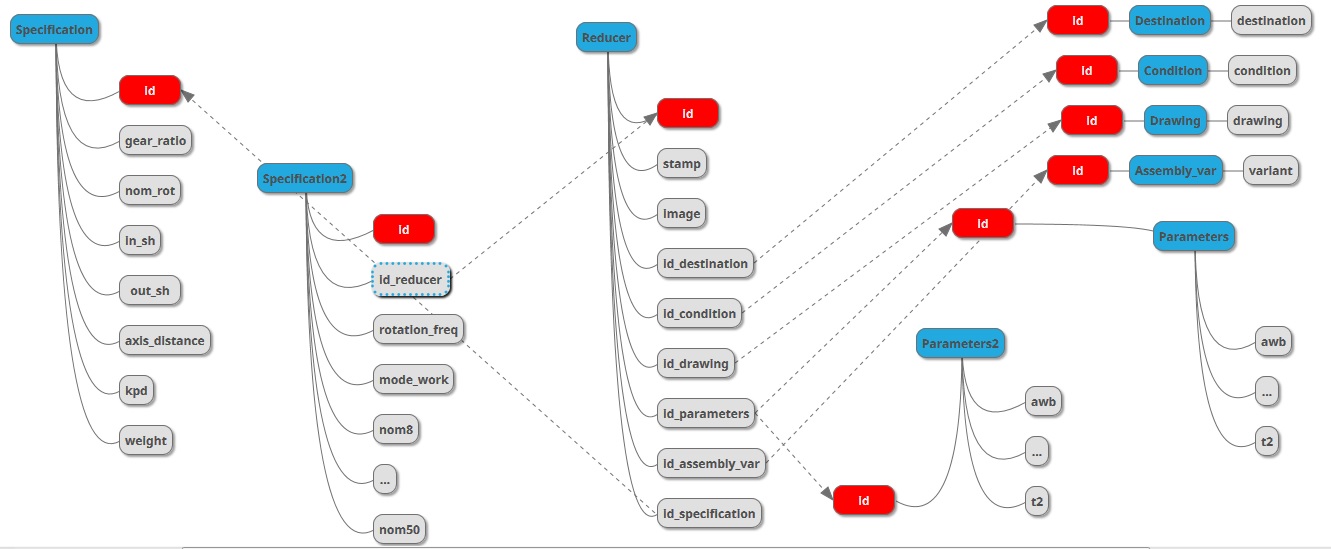 Specification
Id
gear_ratio
nom_rot
in_sh
out_sh
axis_distance
kpd
weight
Specification2
Id
id_reducer
rotation_freq
mode_work
nom8
...
nom50
Reducer
Id
stamp
image
id_destination
id_condition
id_drawing
id_parameters
id_assembly_var
id_specification
Id Destination destination
Id Condition condition
Id Drawing drawing
Id Assembly_var variant
Id Parameters
awb
...
t2
Parameters2
awb
...
t2
Id